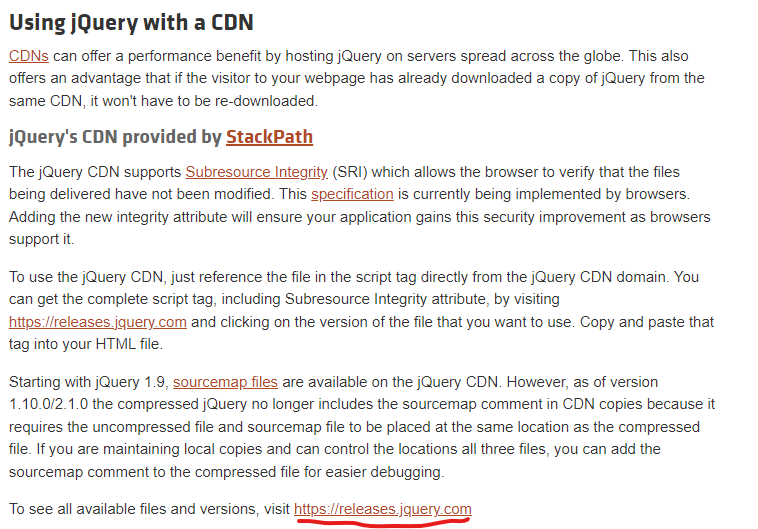 Using jQuery with a CDN
CDNs can offer a performance benefit by hosting jQuery on servers spread across the globe. This also
offers an advantage that if the visitor to your webpage has already downloaded a copy of jQuery from the
same CDN, it won't have to be re-downloaded.
jQuery's CDN provided by StackPath
The jQuery CDN supports Subresource Integrity (SRI) which allows the browser to verify that the files
being delivered have not been modified. This specification is currently being implemented by browsers.
Adding the new integrity attribute will ensure your application gains this security improvement as browsers
support it.
To use the jQuery CDN, just reference the file in the script tag directly from the jQuery CDN domain. You
can get the complete script tag, including Subresource Integrity attribute, by visiting
https://releases.jquery.com and clicking on the version of the file that you want to use. Copy and paste that
tag into your HTML file.
Starting with jQuery 1.9, sourcemap files are available on the jQuery CDN. However, as of version
1.10.0/2.1.0 the compressed jQuery no longer includes the sourcemap comment in CDN copies because it
requires the uncompressed file and sourcemap file to be placed at the same location as the compressed
file. If you are maintaining local copies and can control the locations all three files, you can add the
sourcemap comment to the compressed file for easier debugging.
To see all available files and versions, visit https://releases.jquery.com